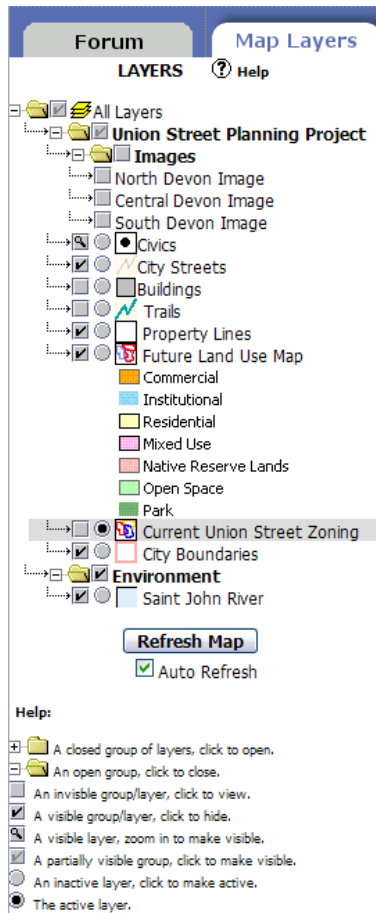 Forum Map Layers
LAYERS ? Help
All Layers
Union Street Planning Project
Images
North Devon Image
Central Devon Image
South Devon Image
Civics
City Streets
Buildings
Trails
Property Lines
Future Land Use Map
Commercial
Institutional
Residential
Mixed Use
Native Reserve Lands
Open Space
Park
Current Union Street Zoning
City Boundaries
Environment
Saint John River
Refresh Map
Auto Refresh
Help:
A closed group of layers, click to open.
An open group, click to close.
An invisble group/layer, click to view.
A visible group/layer, click to hide.
A visible layer, zoom in to make visible.
A partially visible group, click to make visible.
An inactive layer, click to make active.
The active layer.